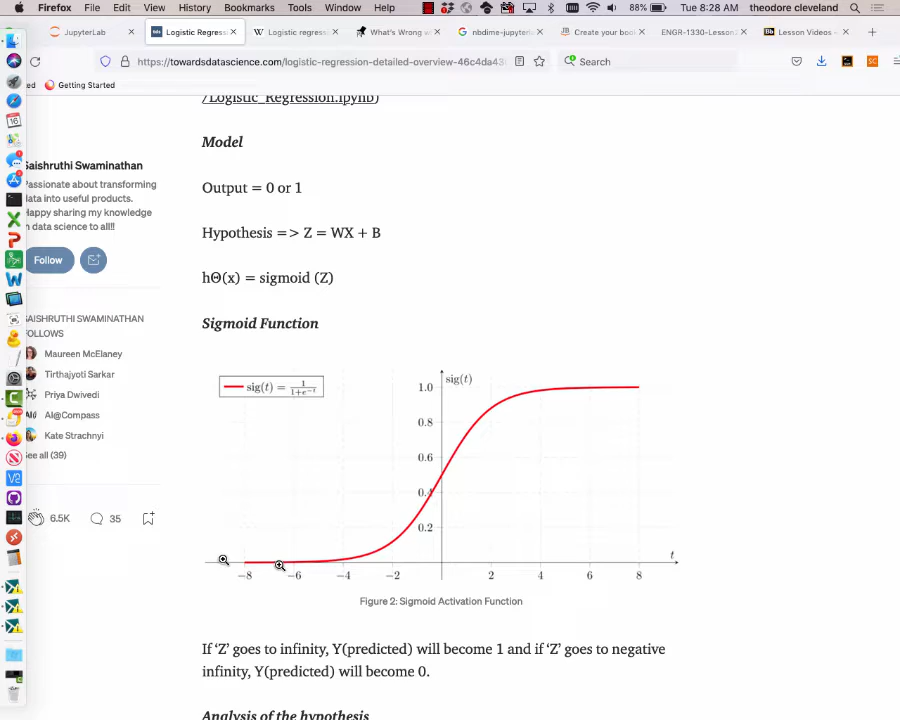 Firefox File Edit View History Bookmarks Tools Window Help 88% Tue 8:28 AM theodore cleveland
JupyterLab Logistic Regress Wikipedia Logistic regress What's Wrong w nbdime-jupyter Create your boo ENGR-1330-Lesson Lesson Videos -
https://towardsdatascience.com/logistic-regression-detailed-overview-46c4da43 Search
ed Getting Started
/Logistic_Regression.ipynb)
Model
Output = 0 or 1
Hypothesis => Z = WX + B
hΘ(x) = sigmoid (Z)
Sigmoid Function
Saishruthi Swaminathan
Passionate about transforming
data into useful products.
Happy sharing my knowledge
in data science to all!!
Follow
SAISHRUTHI SWAMINATHAN
FOLLOWS
Maureen McElaney
Tirthajyoti Sarkar
Priya Dwivedi
AI@Compass
Kate Strachnyi
See all (39)
6.5K 35
sig(t) = 1/(1+e^−t)
sig(t)
1.0
0.8
0.6
0.4
0.2
−8 −6 −4 −2 2 4 6 8
t
Figure 2: Sigmoid Activation Function
If ‘Z’ goes to infinity, Y(predicted) will become 1 and if ‘Z’ goes to negative
infinity, Y(predicted) will become 0.
Analysis of the hypothesis